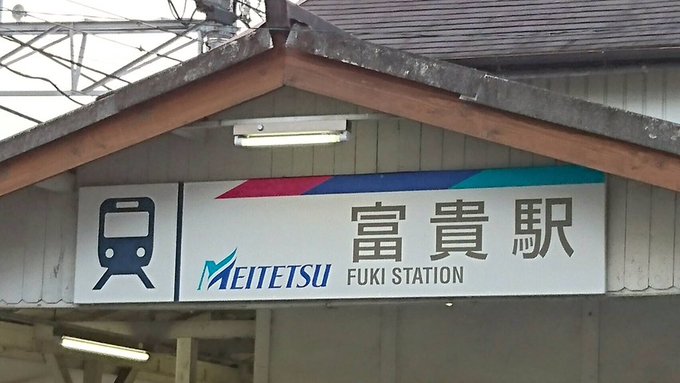 富貴駅
MEITETSU FUKI STATION